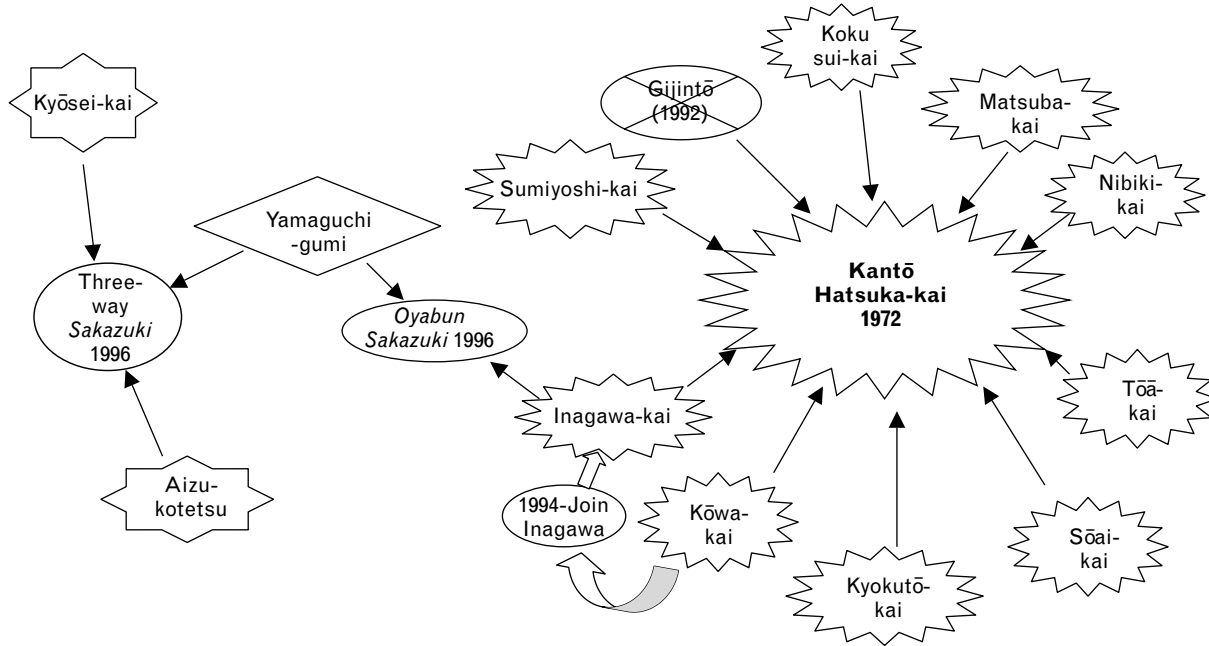 Kyōsei-kai
Yamaguchi
-gumi
Three-
way
Sakazuki
1996
Aizu-
kotetsu
Oyabun
Sakazuki 1996
Inagawa-kai
1994-Join
Inagawa
Sumiyoshi-kai
Gijintō
(1992)
Koku
sui-kai
Matsuba-
kai
Nibiki-
kai
Kantō
Hatsuka-kai
1972
Tōā-
kai
Sōai-
kai
Kyokutō-
kai
Kōwa-
kai